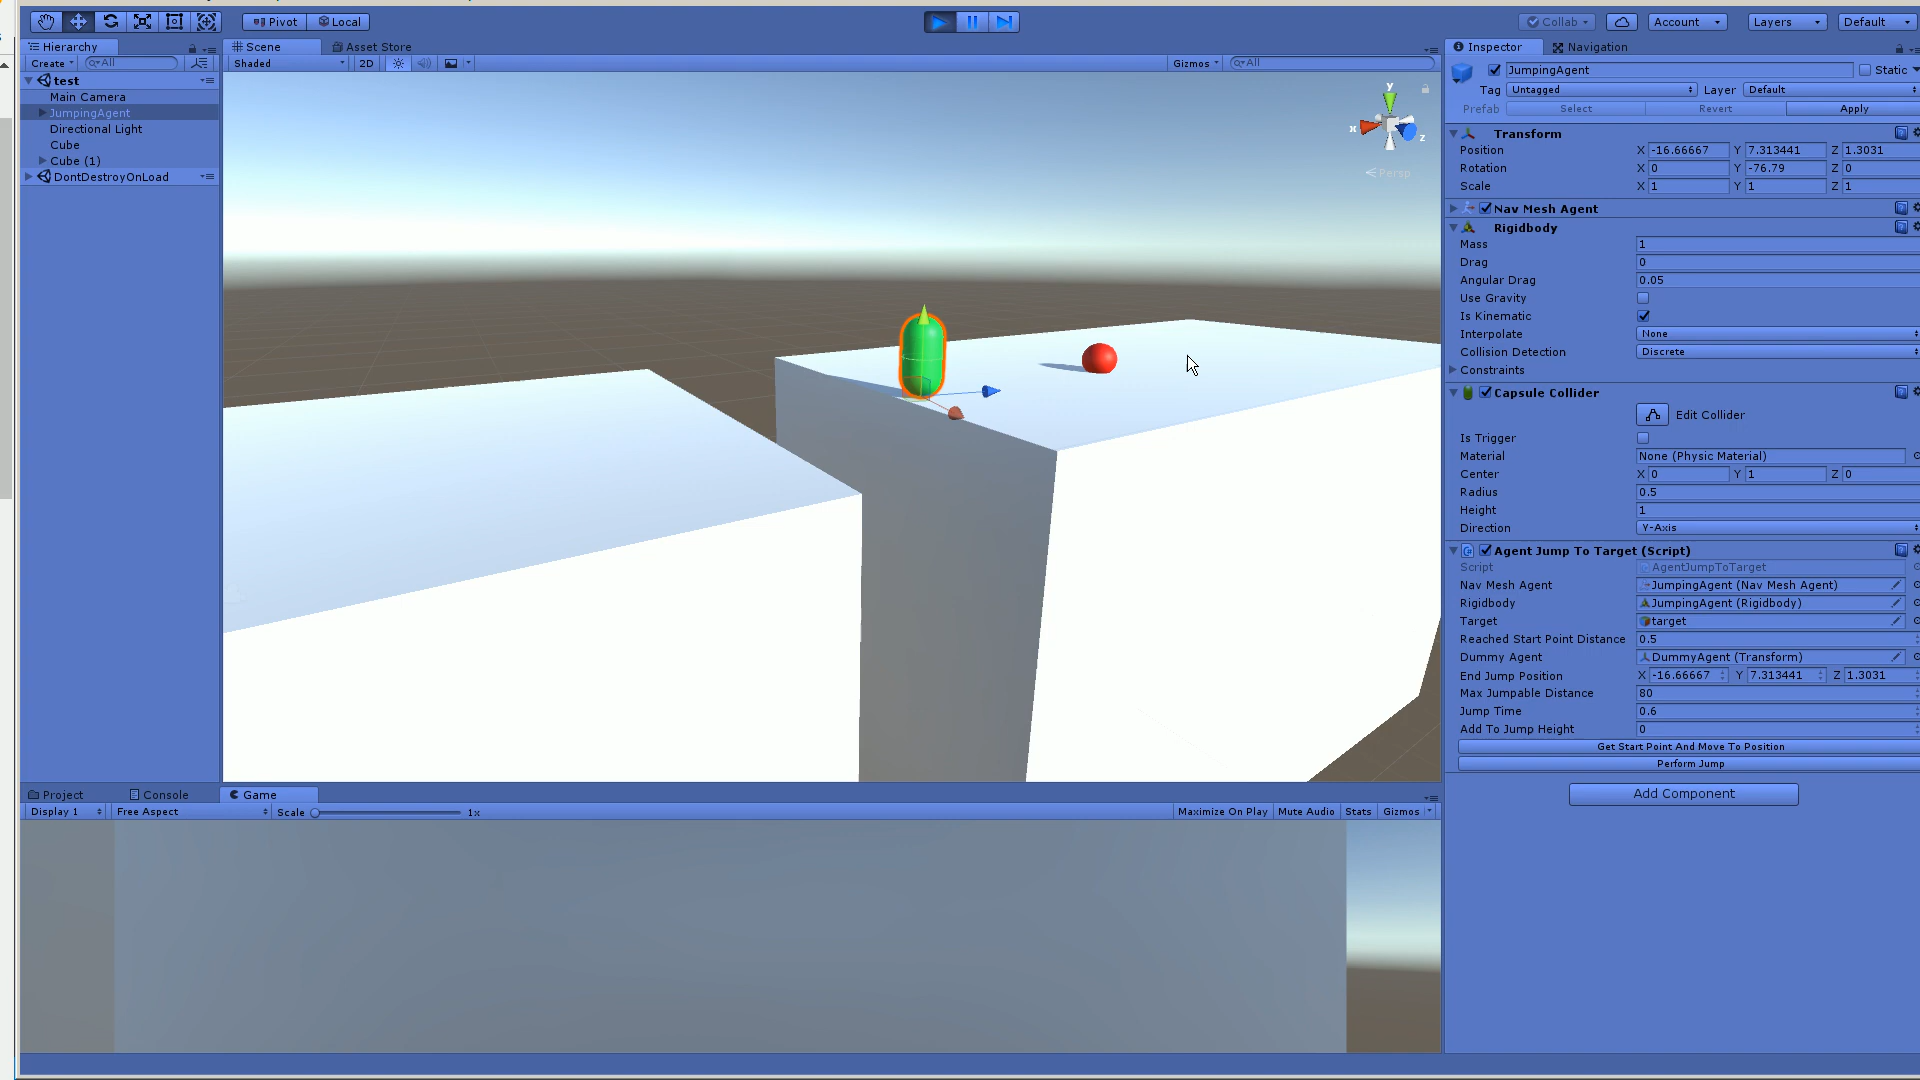 Pivot Local Collab Account Layers Default
Hierarchy
Create All
test
Main Camera
JumpingAgent
Directional Light
Cube
Cube (1)
DontDestroyOnLoad
Scene Asset Store
Shaded 2D Gizmos All
y
x
z
Persp
Inspector Navigation
JumpingAgent Static
Tag Untagged Layer Default
Prefab Select Revert Apply
Transform
Position X -16.66667 Y 7.313441 Z 1.3031
Rotation X 0 Y -76.79 Z 0
Scale X 1 Y 1 Z 1
Nav Mesh Agent
Rigidbody
Mass 1
Drag 0
Angular Drag 0.05
Use Gravity
Is Kinematic
Interpolate None
Collision Detection Discrete
Constraints
Capsule Collider
Edit Collider
Is Trigger
Material None (Physic Material)
Center X 0 Y 1 Z 0
Radius 0.5
Height 1
Direction Y-Axis
Agent Jump To Target (Script)
Script AgentJumpToTarget
Nav Mesh Agent JumpingAgent (Nav Mesh Agent)
Rigidbody JumpingAgent (Rigidbody)
Target target
Reached Start Point Distance 0.5
Dummy Agent DummyAgent (Transform)
End Jump Position X -16.66667 Y 7.313441 Z 1.3031
Max Jumpable Distance 80
Jump Time 0.6
Add To Jump Height 0
Get Start Point And Move To Position
Perform Jump
Add Component
Project Console Game
Display 1 Free Aspect Scale 1x Maximize On Play Mute Audio Stats Gizmos